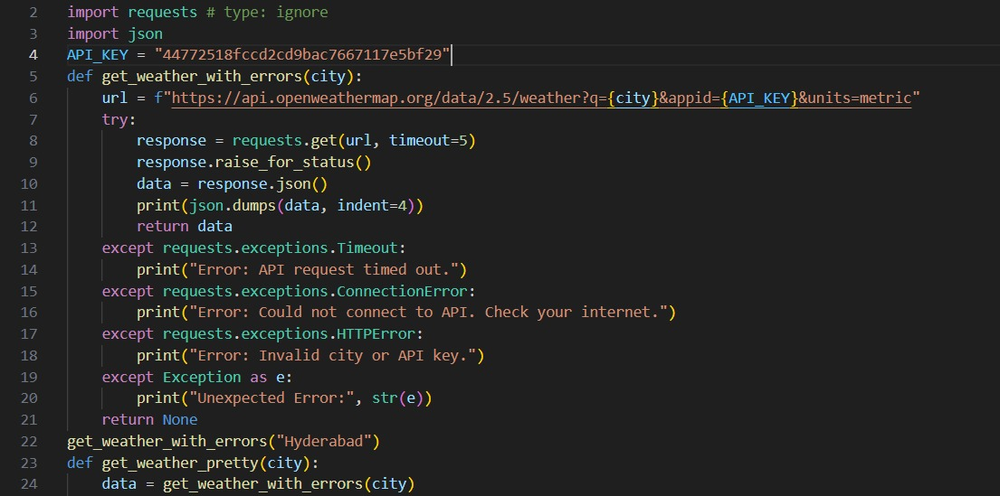 2 import requests # type: ignore
3 import json
4 API_KEY = "44772518fccd2cd9bac7667117e5bf29"
5 def get_weather_with_errors(city):
6     url = f"https://api.openweathermap.org/data/2.5/weather?q={city}&appid={API_KEY}&units=metric"
7     try:
8         response = requests.get(url, timeout=5)
9         response.raise_for_status()
10         data = response.json()
11         print(json.dumps(data, indent=4))
12         return data
13     except requests.exceptions.Timeout:
14         print("Error: API request timed out.")
15     except requests.exceptions.ConnectionError:
16         print("Error: Could not connect to API. Check your internet.")
17     except requests.exceptions.HTTPError:
18         print("Error: Invalid city or API key.")
19     except Exception as e:
20         print("Unexpected Error:", str(e))
21     return None
22 get_weather_with_errors("Hyderabad")
23 def get_weather_pretty(city):
24     data = get_weather_with_errors(city)